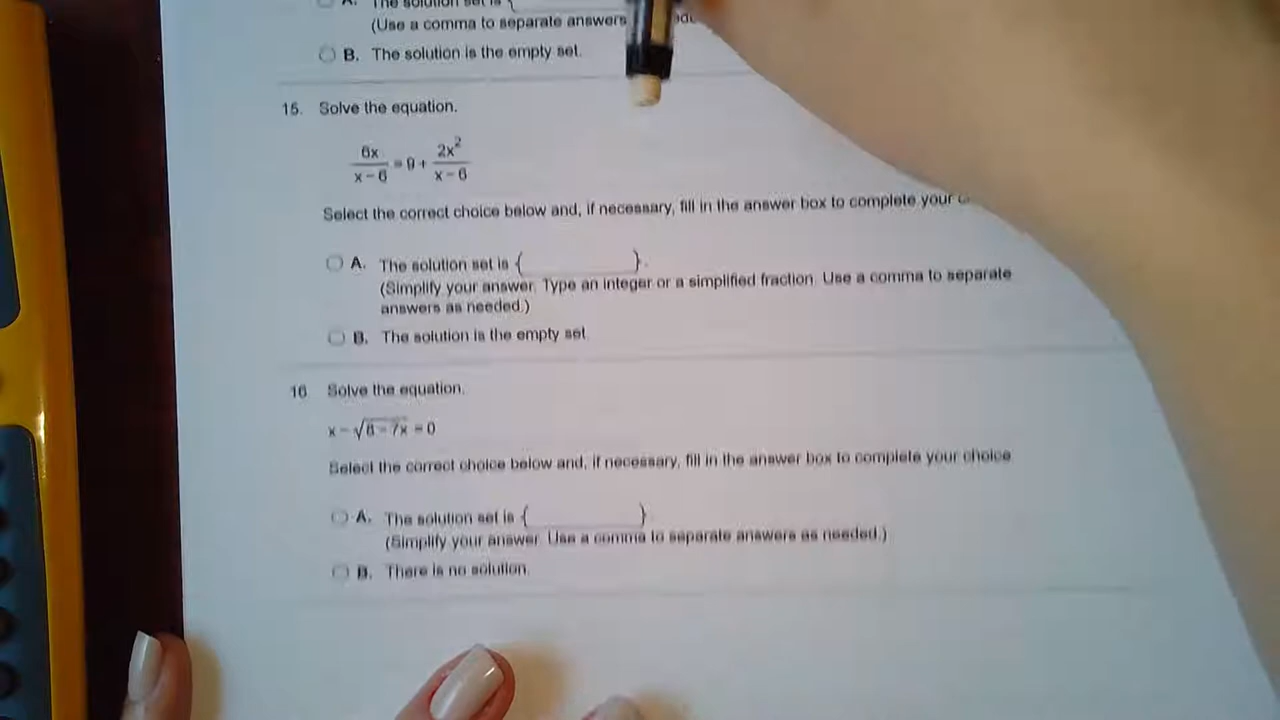 A. The solution set is {
(Use a comma to separate answers
B. The solution is the empty set.
15. Solve the equation.
6x/(x − 6) = 9 + 2x²/(x − 6)
Select the correct choice below and, if necessary, fill in the answer box to complete your
A. The solution set is { }.
(Simplify your answer. Type an integer or a simplified fraction. Use a comma to separate
answers as needed.)
B. The solution is the empty set.
16. Solve the equation.
x − √(8 − 7x) = 0
Select the correct choice below and, if necessary, fill in the answer box to complete your choice.
A. The solution set is { }
(Simplify your answer. Use a comma to separate answers as needed.)
B. There is no solution.